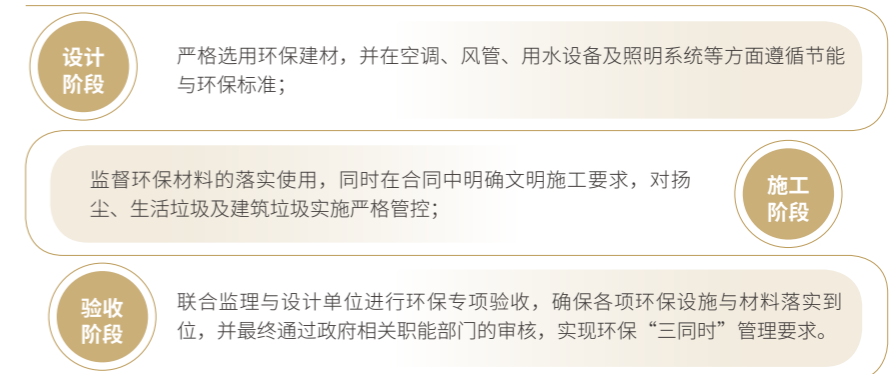 设计
阶段
严格选用环保建材，并在空调、风管、用水设备及照明系统等方面遵循节能
与环保标准；
监督环保材料的落实使用，同时在合同中明确文明施工要求，对扬
尘、生活垃圾及建筑垃圾实施严格管控；
施工
阶段
验收
阶段
联合监理与设计单位进行环保专项验收，确保各项环保设施与材料落实到
位，并最终通过政府相关职能部门的审核，实现环保“三同时”管理要求。